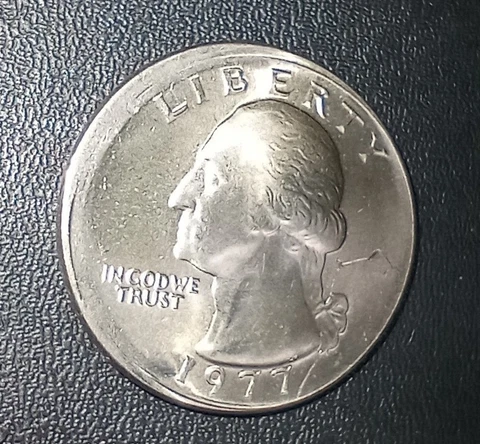 LIBERTY
IN GOD WE
TRUST
1977